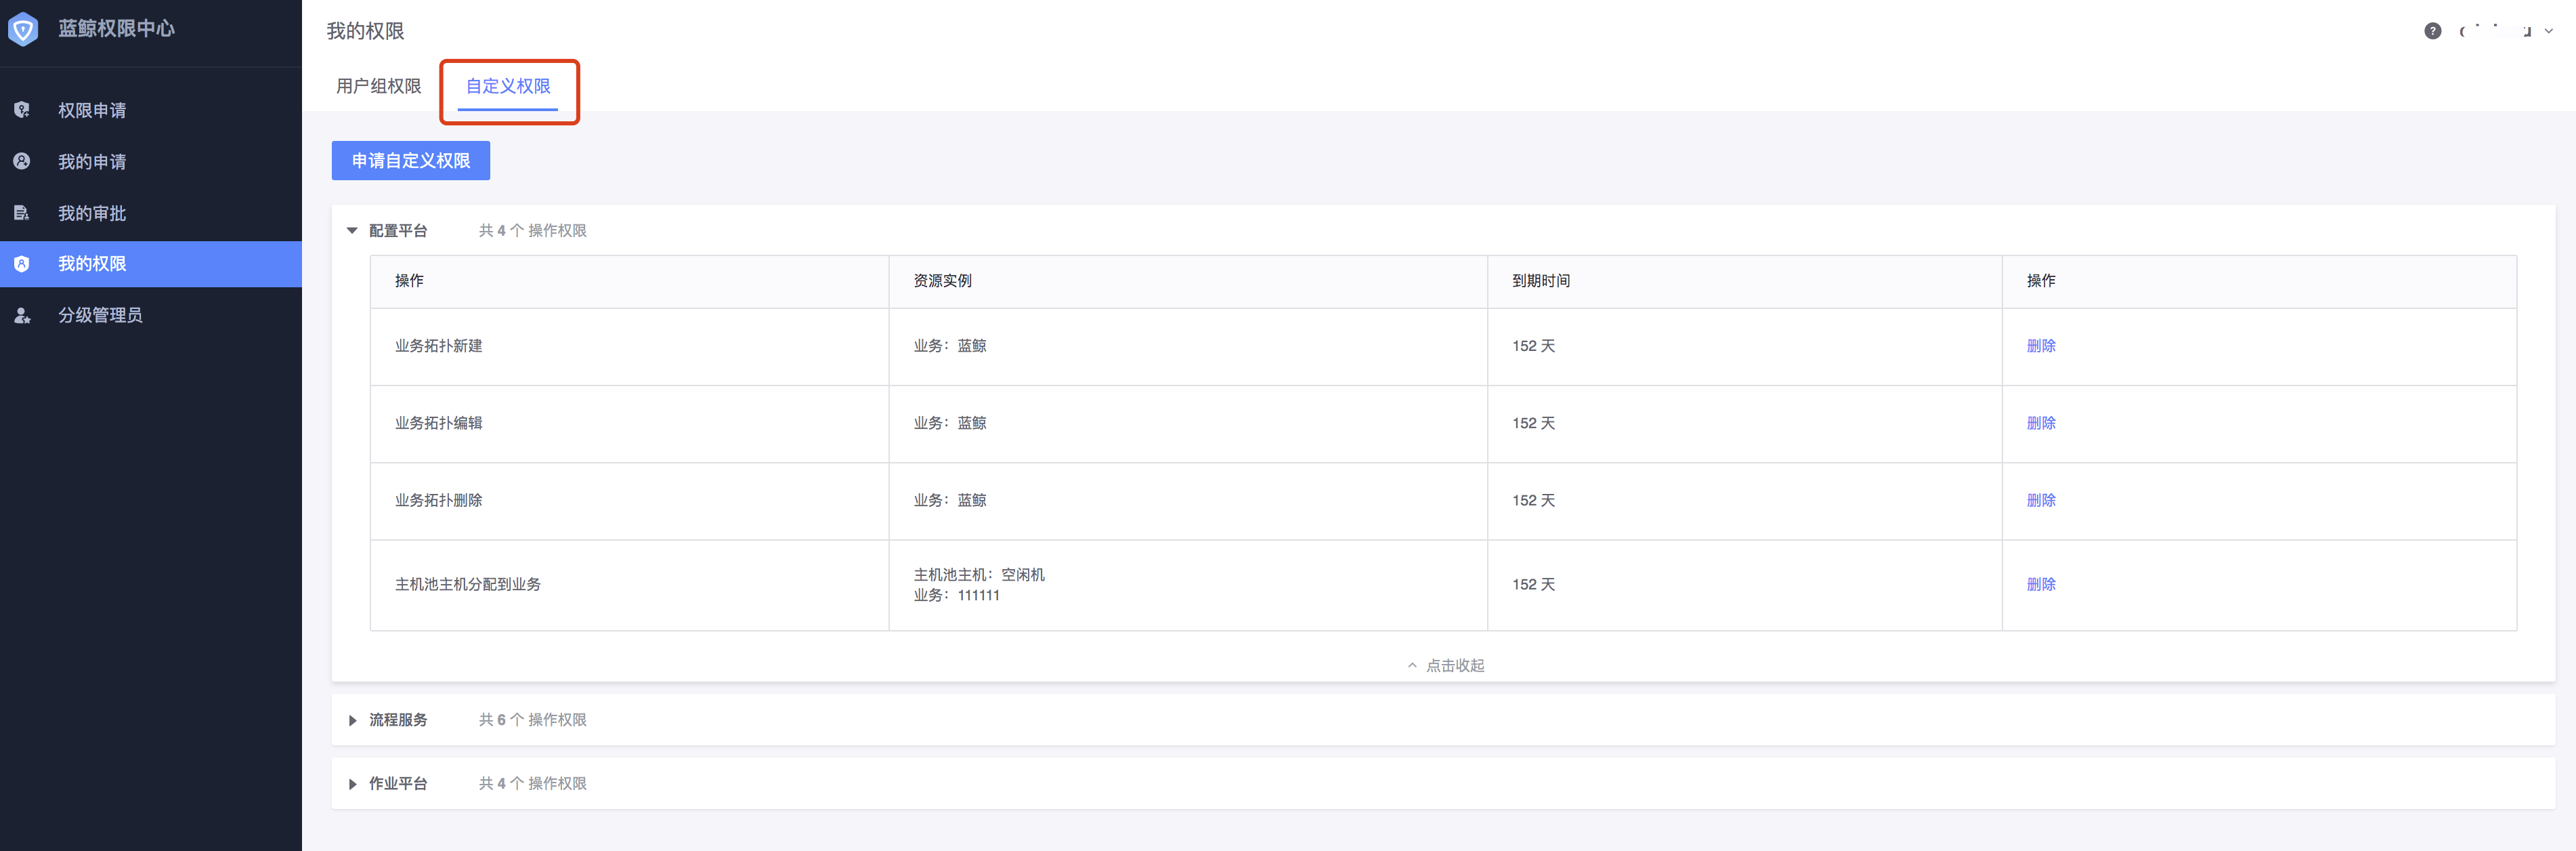 蓝鲸权限中心
权限申请
我的申请
我的审批
我的权限
分级管理员
我的权限
用户组权限 自定义权限
申请自定义权限
配置平台 共 4 个 操作权限
操作 资源实例 到期时间 操作
业务拓扑新建 业务：蓝鲸 152 天 删除
业务拓扑编辑 业务：蓝鲸 152 天 删除
业务拓扑删除 业务：蓝鲸 152 天 删除
主机池主机分配到业务 主机池主机：空闲机 152 天 删除
业务：111111
点击收起
流程服务 共 6 个 操作权限
作业平台 共 4 个 操作权限